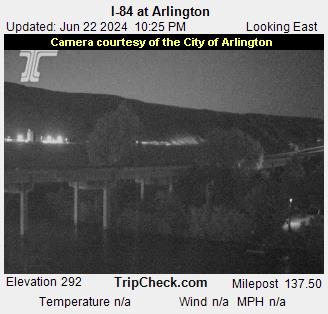 I-84 at Arlington
Updated: Jun 22 2024 10:25 PM Looking East
Camera courtesy of the City of Arlington
Elevation 292 TripCheck.com Milepost 137.50
Temperature n/a Wind n/a MPH n/a